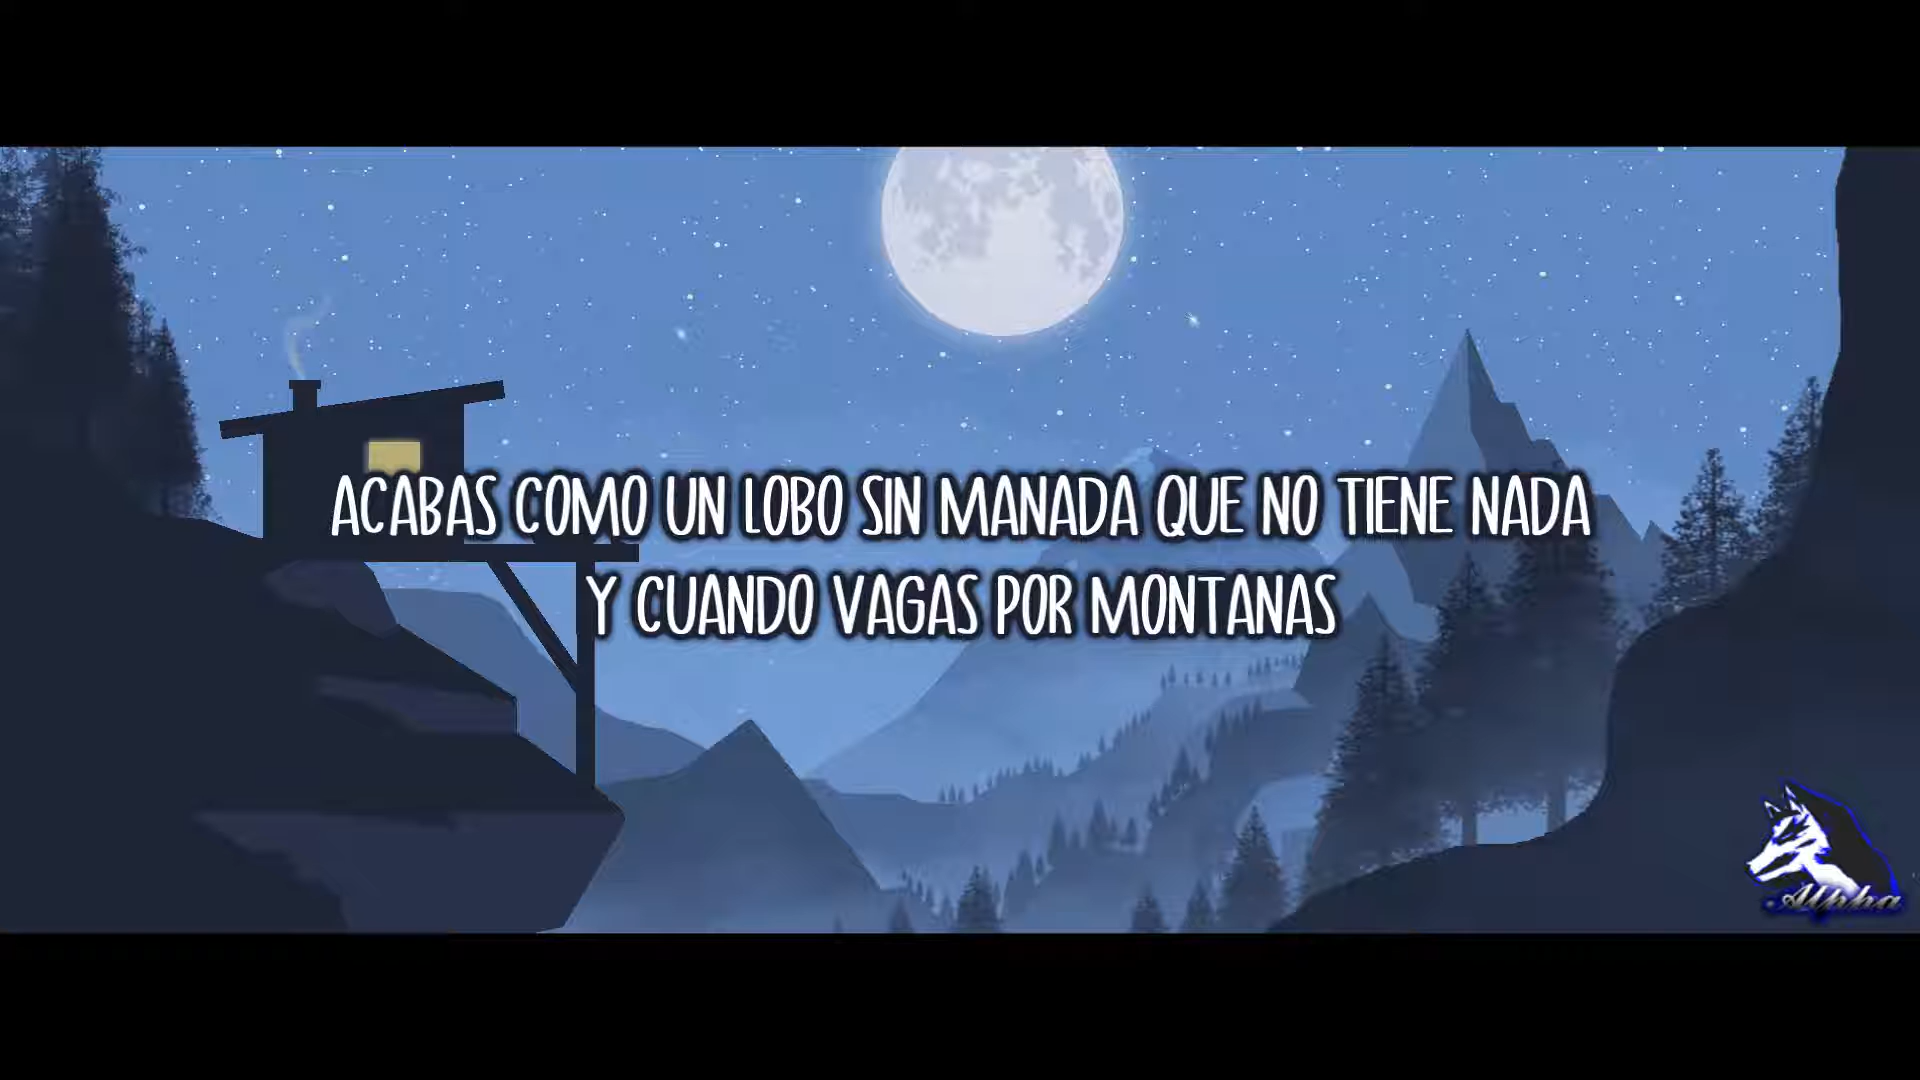 ACABAS COMO UN LOBO SIN MANADA QUE NO TIENE NADA
Y CUANDO VAGAS POR MONTANAS
Alpha